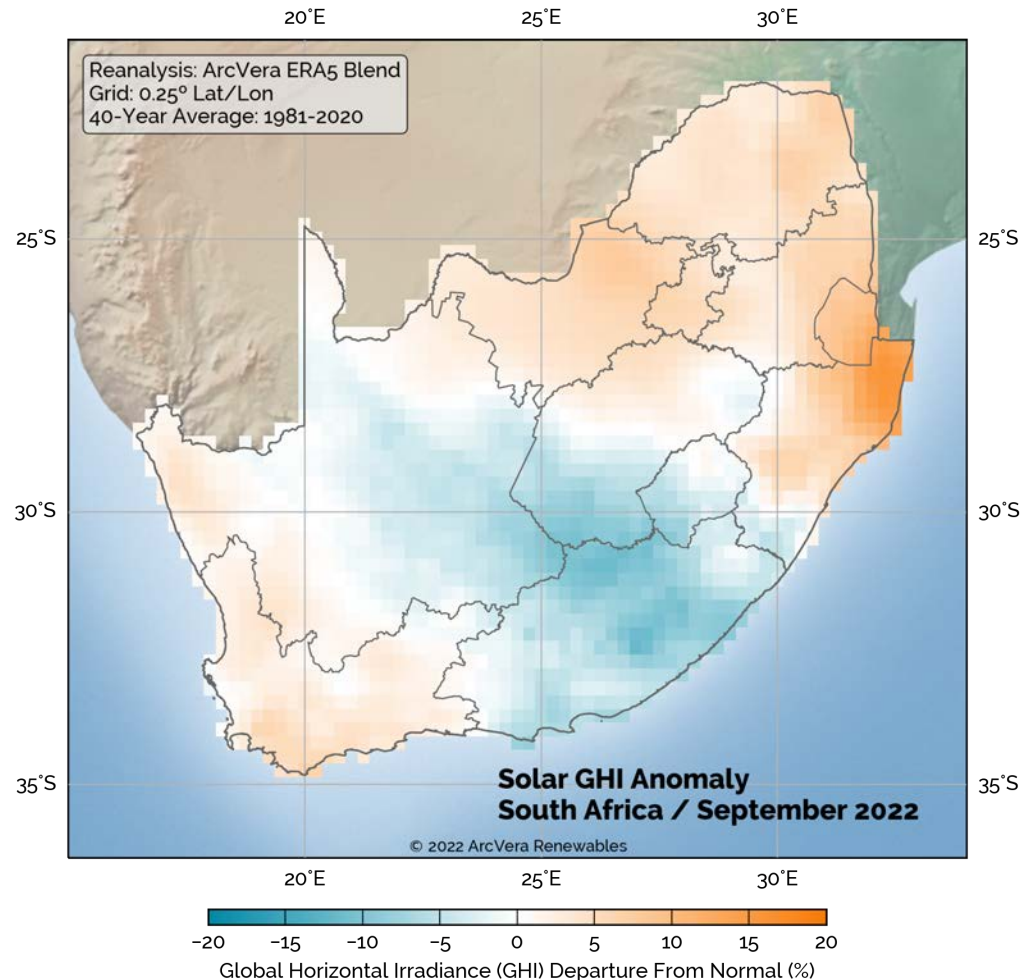 20°E 25°E 30°E
Reanalysis: ArcVera ERA5 Blend
Grid: 0.25º Lat/Lon
40-Year Average: 1981-2020
25°S 25°S
30°S 30°S
35°S 35°S
Solar GHI Anomaly
South Africa / September 2022
© 2022 ArcVera Renewables
20°E 25°E 30°E
−20 −15 −10 −5 0 5 10 15 20
Global Horizontal Irradiance (GHI) Departure From Normal (%)